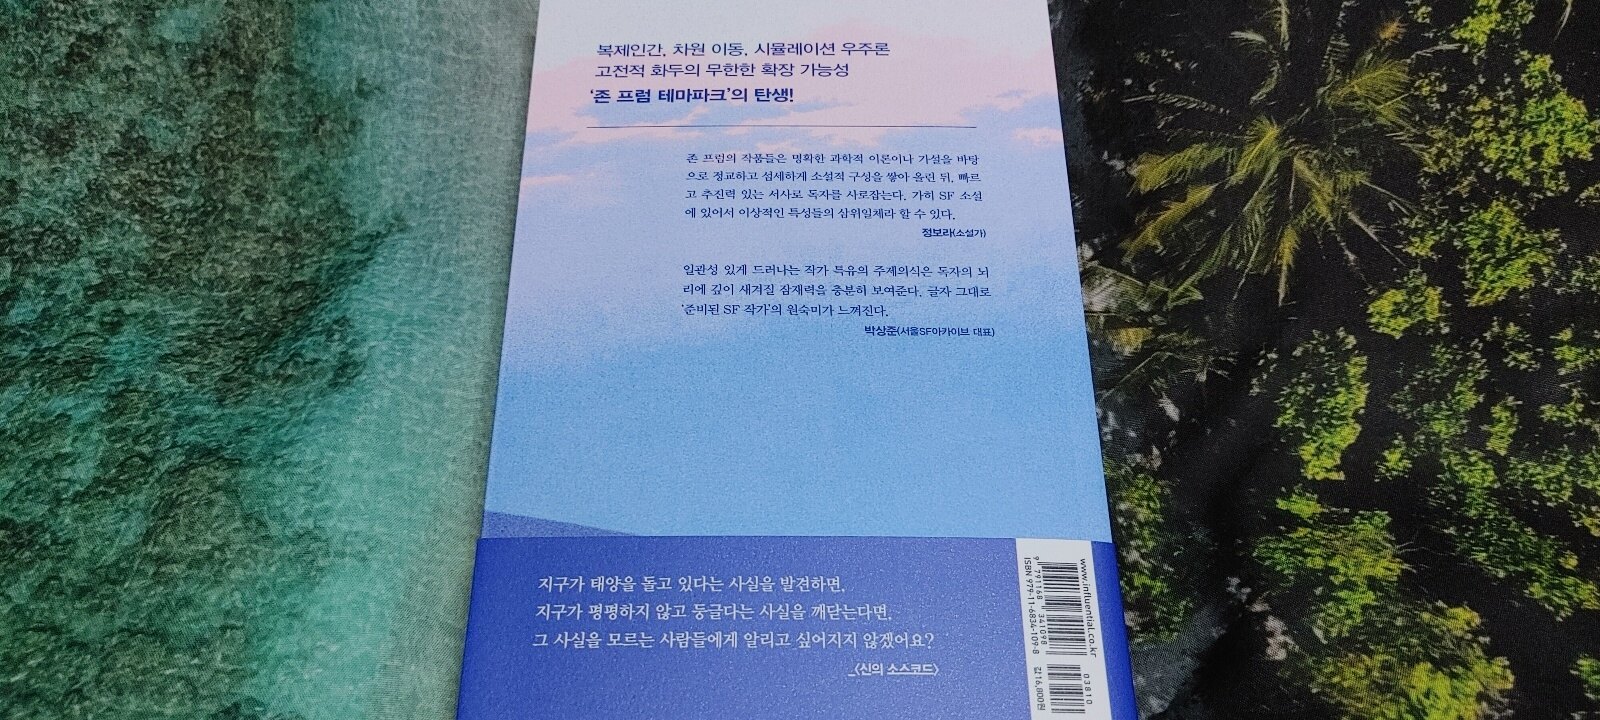 복제인간, 차원 이동, 시뮬레이션 우주론
고전적 화두의 무한한 확장 가능성
‘존 프럼 테마파크’의 탄생!
존 프럼의 작품들은 명확한 과학적 이론이나 가설을 바탕
으로 정교하고 섬세하게 소설적 구성을 쌓아 올린 뒤, 빠르
고 추진력 있는 서사로 독자를 사로잡는다. 가히 SF 소설
에 있어서 이상적인 특성들의 삼위일체라 할 수 있다.
정보라(소설가)
일관성 있게 드러나는 작가 특유의 주제의식은 독자의 뇌
리에 깊이 새겨질 잠재력을 충분히 보여준다. 글자 그대로
‘준비된 SF 작가’의 원숙미가 느껴진다.
박상준(서울SF아카이브 대표)
지구가 태양을 돌고 있다는 사실을 발견하면,
지구가 평평하지 않고 둥글다는 사실을 깨닫는다면,
그 사실을 모르는 사람들에게 알리고 싶어지지 않겠어요?
_〈신의 소스코드〉
www.influential.co.kr
03810
9 791168 341098
ISBN 979-11-6834-109-8
값16,800원